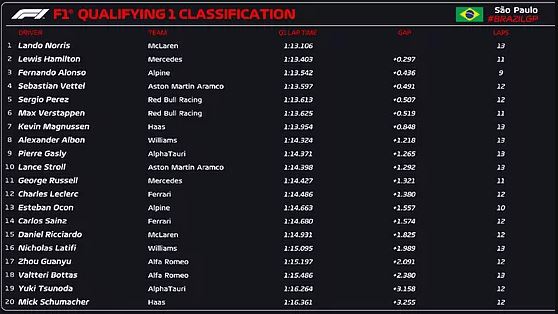 F1® QUALIFYING 1 CLASSIFICATION
São Paulo
#BRAZILGP
DRIVER TEAM Q1 LAP TIME GAP LAPS
1 Lando Norris McLaren 1:13.106 13
2 Lewis Hamilton Mercedes 1:13.403 +0.297 11
3 Fernando Alonso Alpine 1:13.542 +0.436 9
4 Sebastian Vettel Aston Martin Aramco 1:13.597 +0.491 12
5 Sergio Perez Red Bull Racing 1:13.613 +0.507 12
6 Max Verstappen Red Bull Racing 1:13.625 +0.519 11
7 Kevin Magnussen Haas 1:13.954 +0.848 13
8 Alexander Albon Williams 1:14.324 +1.218 13
9 Pierre Gasly AlphaTauri 1:14.371 +1.265 13
10 Lance Stroll Aston Martin Aramco 1:14.398 +1.292 13
11 George Russell Mercedes 1:14.427 +1.321 11
12 Charles Leclerc Ferrari 1:14.486 +1.380 12
13 Esteban Ocon Alpine 1:14.663 +1.557 10
14 Carlos Sainz Ferrari 1:14.680 +1.574 12
15 Daniel Ricciardo McLaren 1:14.931 +1.825 12
16 Nicholas Latifi Williams 1:15.095 +1.989 13
17 Zhou Guanyu Alfa Romeo 1:15.197 +2.091 12
18 Valtteri Bottas Alfa Romeo 1:15.486 +2.380 13
19 Yuki Tsunoda AlphaTauri 1:16.264 +3.158 12
20 Mick Schumacher Haas 1:16.361 +3.255 12